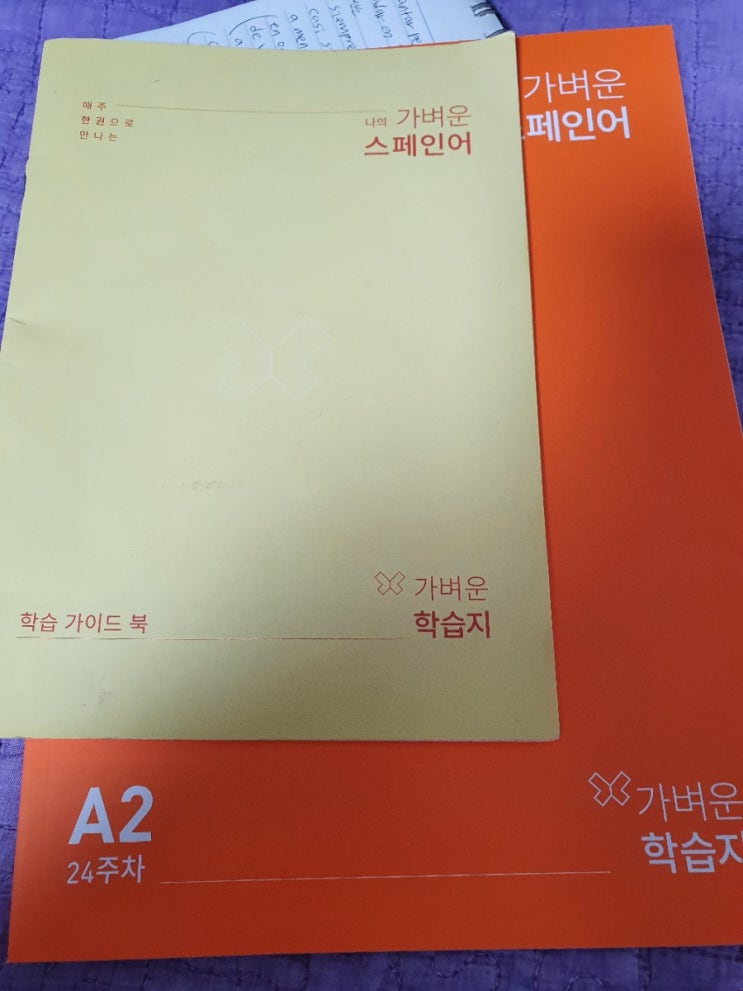 siempre
매주
한 권으로
만나는
나의 가벼운
스페인어
학습 가이드 북
가벼운
학습지
가벼운
페인어
A2
24주차
가벼운
학습지